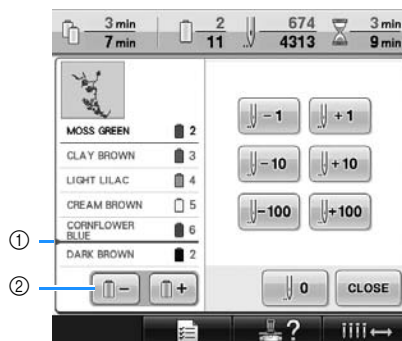 3 min 2 674 3 min
7 min 11 4313 9 min
MOSS GREEN 2
CLAY BROWN 3
LIGHT LILAC 4
CREAM BROWN 5
CORNFLOWER
BLUE 6
①
DARK BROWN 2
②
- +
-1 +1
-10 +10
-100 +100
0 CLOSE
?